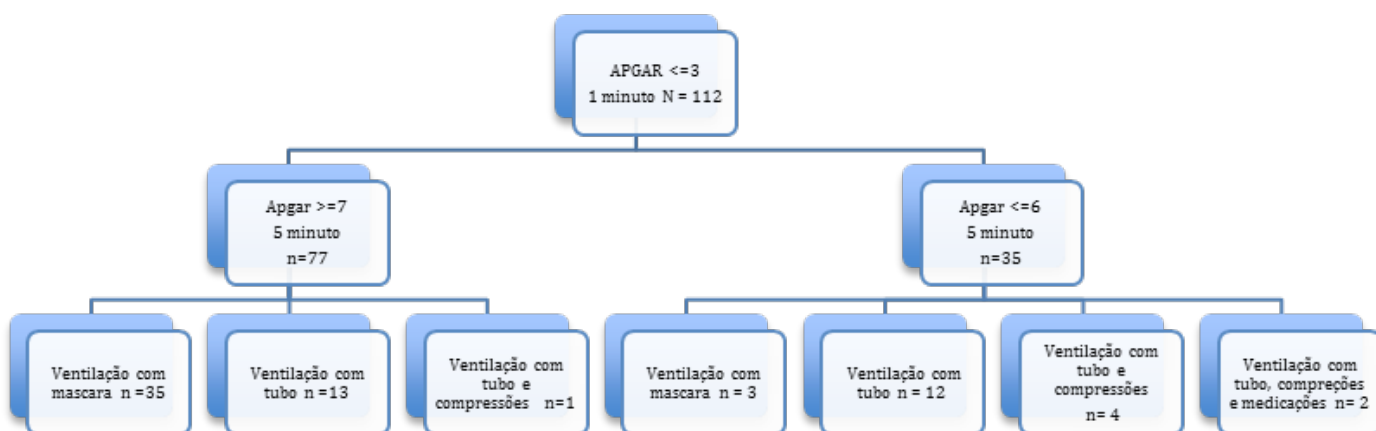 APGAR <=3
1 minuto N = 112
Apgar >=7
5 minuto
n=77
Apgar <=6
5 minuto
n=35
Ventilação com
mascara n =35
Ventilação com
tubo n =13
Ventilação com
tubo e
compressões n=1
Ventilação com
mascara n = 3
Ventilação com
tubo n = 12
Ventilação com
tubo e
compressões
n= 4
Ventilação com
tubo, compreções
e medicações n= 2